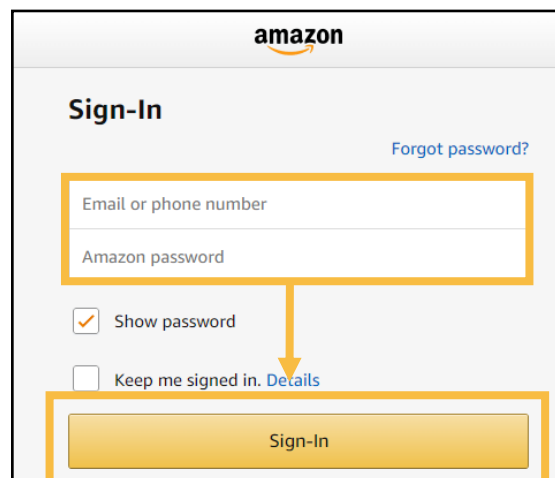 amazon
Sign-In
Forgot password?
Email or phone number
Amazon password
Show password
Keep me signed in. Details
Sign-In